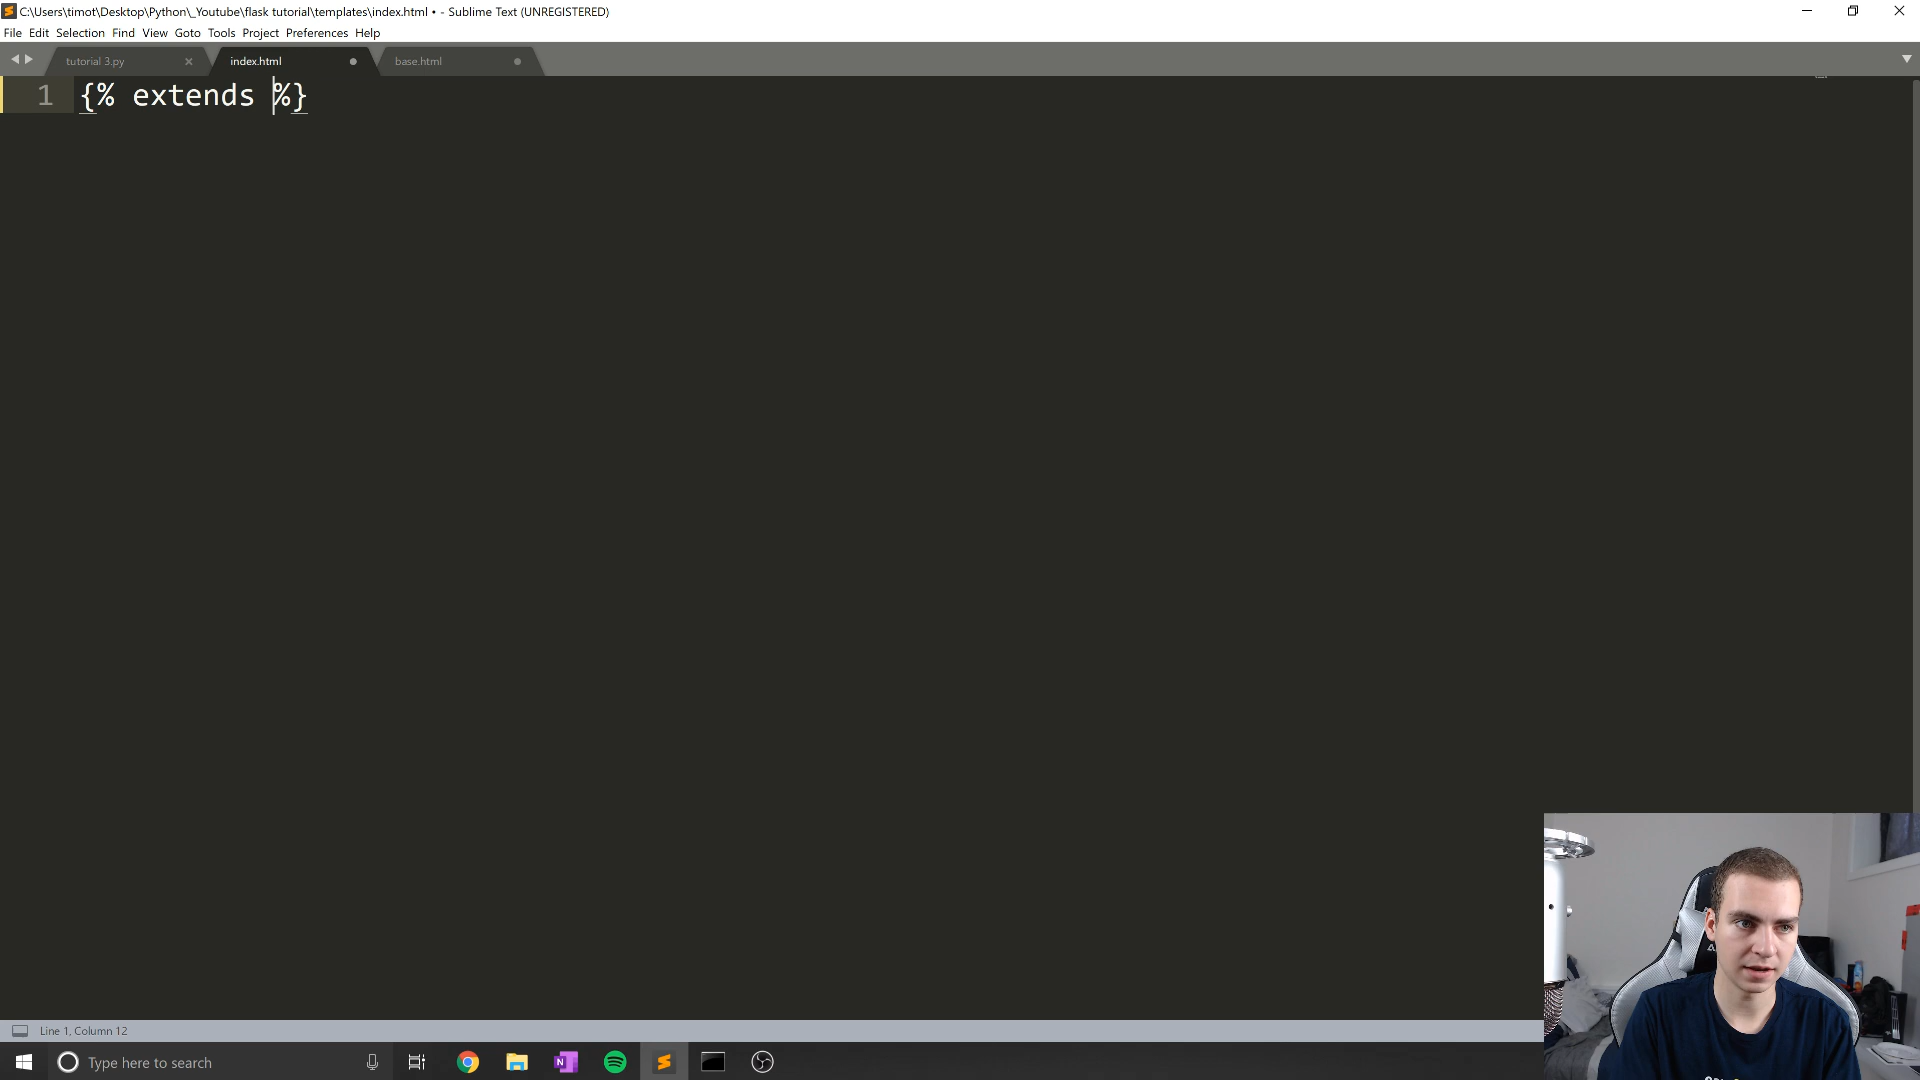 C:\Users\timot\Desktop\Python\_Youtube\flask tutorial\templates\index.html • - Sublime Text (UNREGISTERED)
File Edit Selection Find View Goto Tools Project Preferences Help
tutorial 3.py index.html base.html
1 {% extends %}
Line 1, Column 12
Type here to search